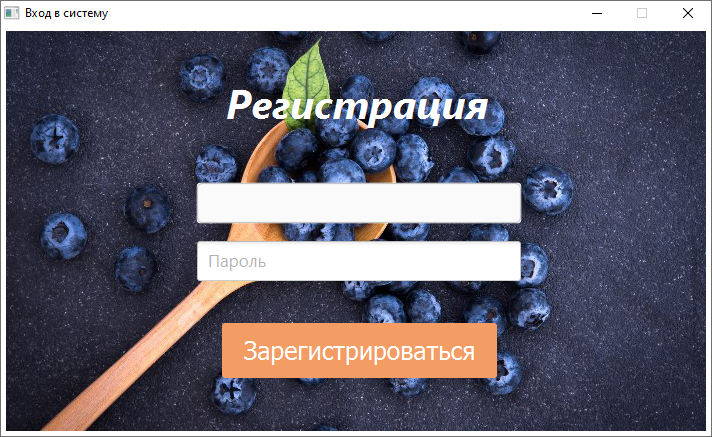 Вход в систему
Регистрация
Пароль
Зарегистрироваться